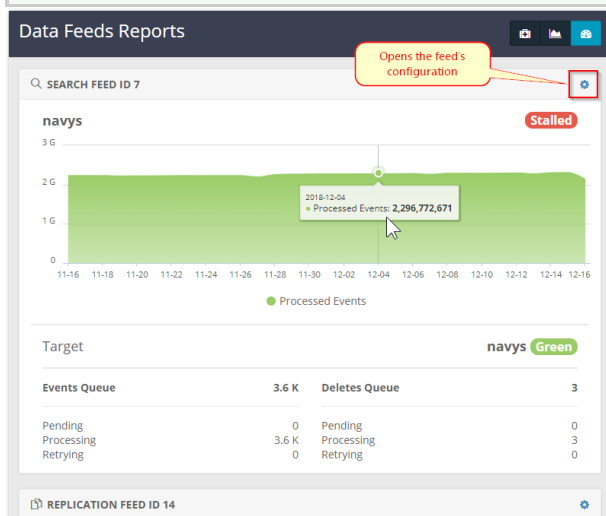 Data Feeds Reports
Opens the feed's
configuration
SEARCH FEED ID 7
navys Stalled
3 G
2 G
1 G
0
2018-12-04
Processed Events: 2,296,772,671
11-16 11-18 11-20 11-22 11-24 11-26 11-28 11-30 12-02 12-04 12-06 12-08 12-10 12-12 12-14 12-16
Processed Events
Target navys Green
Events Queue 3.6 K Deletes Queue 3
Pending 0 Pending 0
Processing 3.6 K Processing 3
Retrying 0 Retrying 0
REPLICATION FEED ID 14